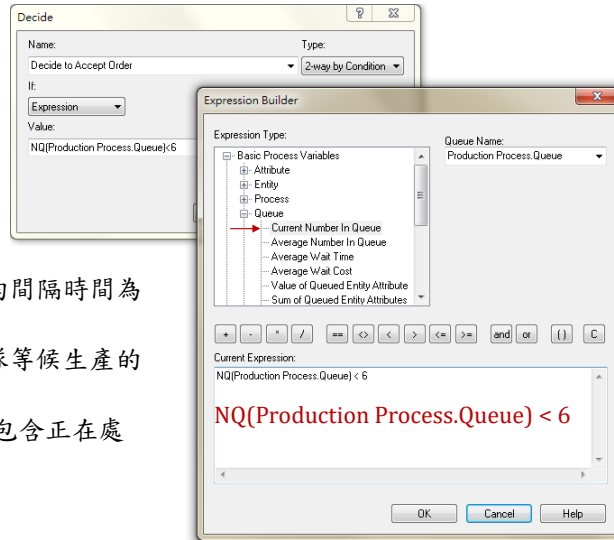 Decide
Name:
Type:
Decide to Accept Order
2-way by Condition
If:
Expression
Value:
NQ(Production Process.Queue)<6
Expression Builder
Expression Type:
Queue Name:
Production Process.Queue
Basic Process Variables
Attribute
Entity
Process
Queue
Current Number In Queue
Average Number In Queue
Average Wait Time
Average Wait Cost
Value of Queued Entity Attribute
Sum of Queued Entity Attributes
+ - * / == <> < > <= >= and or ( ) C
Current Expression:
NQ(Production Process.Queue) < 6
NQ(Production Process.Queue) < 6
OK Cancel Help
間隔時間為
等候生產的
包含正在處